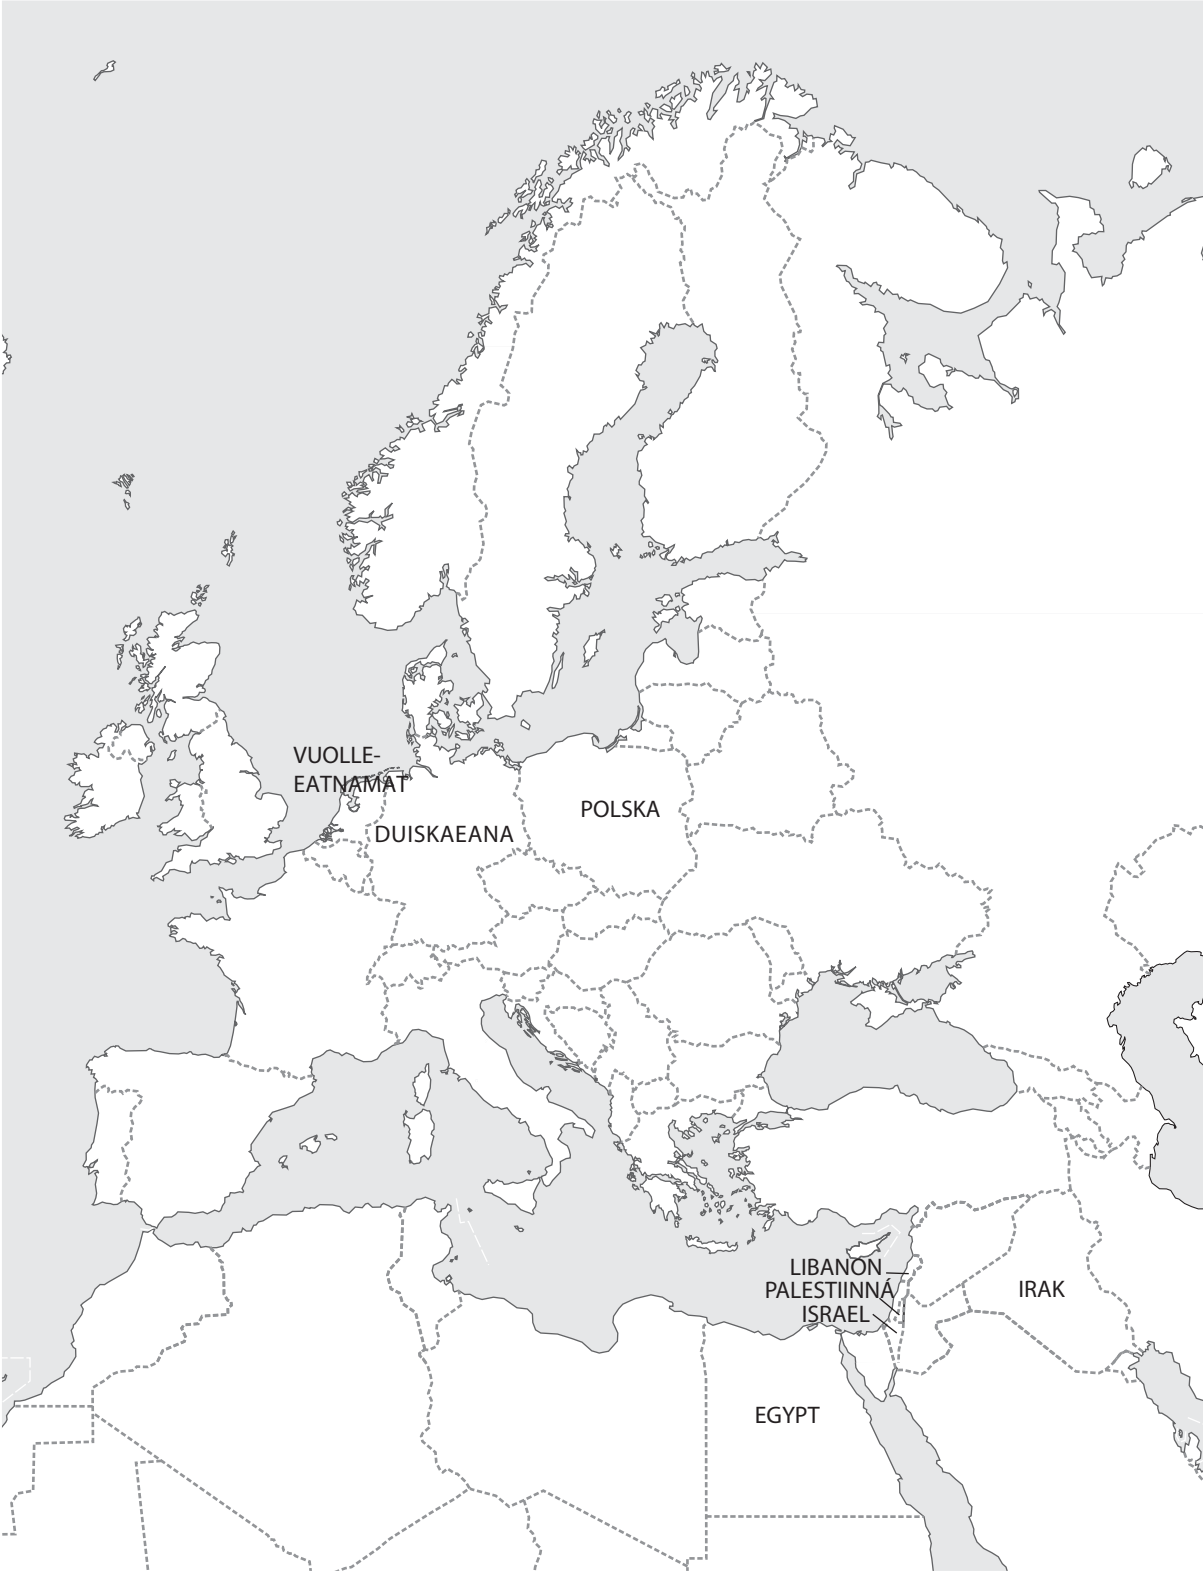 VUOLLE-
EATNAMAT
POLSKA
DUISKAEANA
LIBANON
PALESTIINNÁ
ISRAEL
IRAK
EGYPT